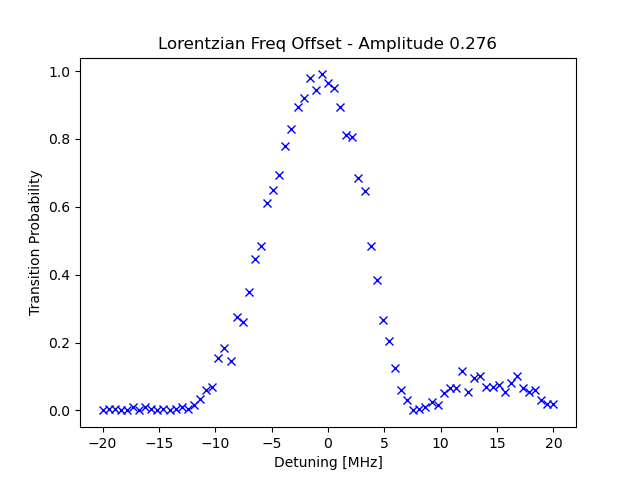 Lorentzian Freq Offset - Amplitude 0.276
1.0
0.8
0.6
0.4
0.2
0.0
Transition Probability
−20 −15 −10 −5 0 5 10 15 20
Detuning [MHz]